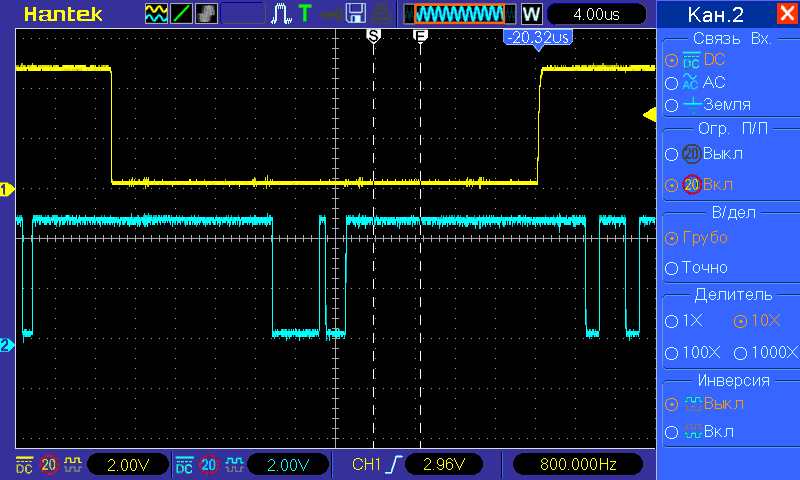 Hantek T W 4.00us Кан.2
S F -20.32us
Связь Вх.
DC DC
AC AC
Земля
Огр. П/П
20 Выкл
20 Вкл
В/дел
Грубо
Точно
Делитель
1X 10X
100X 1000X
Инверсия
Выкл
Вкл
1
2
DC 20 2.00V DC 20 2.00V CH1 2.96V 800.000Hz